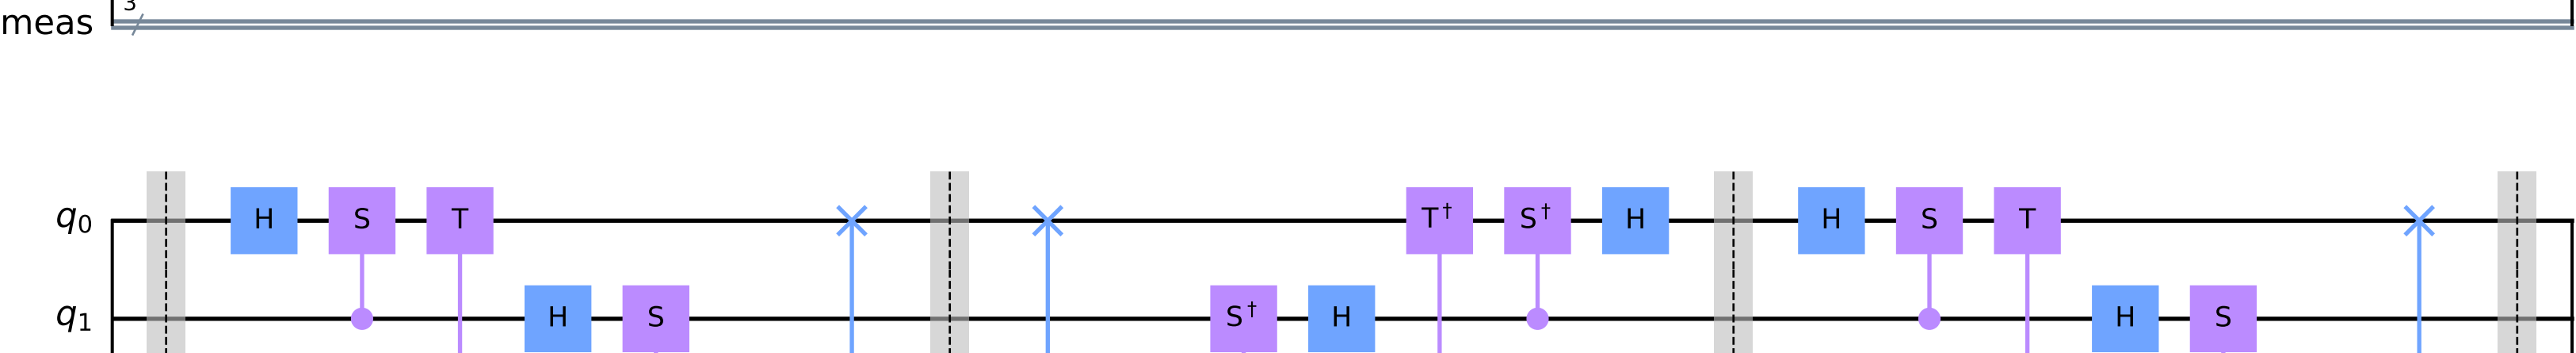 3
meas
q0 H S T T† S† H H S T
q1 H S S† H H S